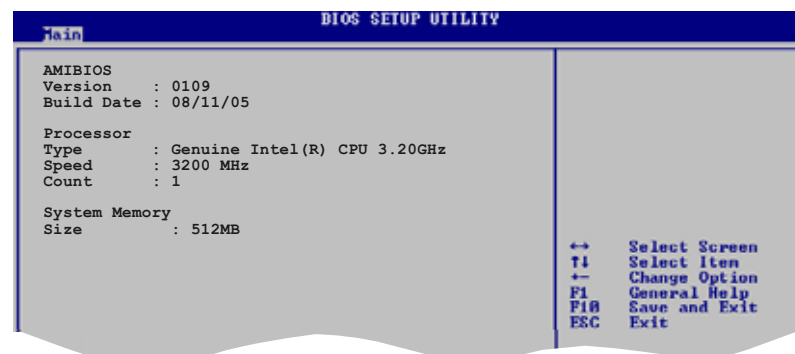 BIOS SETUP UTILITY
Main
AMIBIOS
Version : 0109
Build Date : 08/11/05
Processor
Type : Genuine Intel(R) CPU 3.20GHz
Speed : 3200 MHz
Count : 1
System Memory
Size : 512MB
↔ Select Screen
↑↓ Select Item
+- Change Option
F1 General Help
F10 Save and Exit
ESC Exit